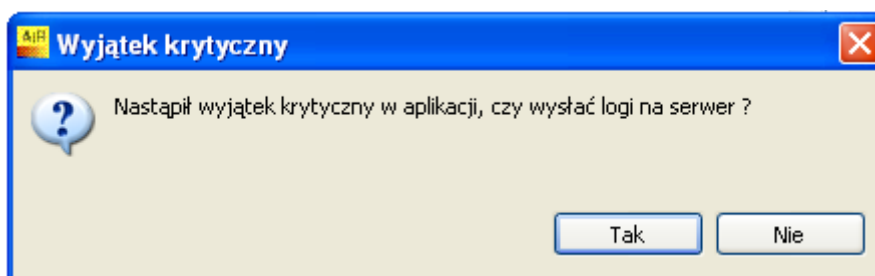 Wyjątek krytyczny
Nastąpił wyjątek krytyczny w aplikacji, czy wysłać logi na serwer ?
Tak
Nie